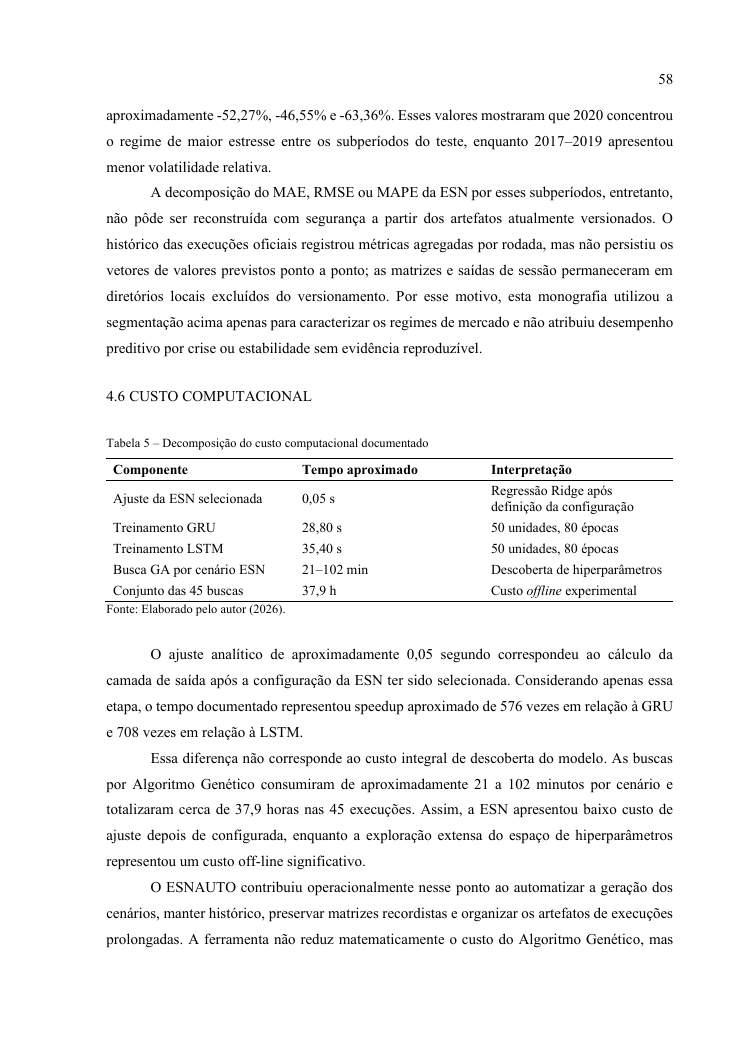 58
aproximadamente -52,27%, -46,55% e -63,36%. Esses valores mostraram que 2020 concentrou
o regime de maior estresse entre os subperíodos do teste, enquanto 2017–2019 apresentou
menor volatilidade relativa.
A decomposição do MAE, RMSE ou MAPE da ESN por esses subperíodos, entretanto,
não pôde ser reconstruída com segurança a partir dos artefatos atualmente versionados. O
histórico das execuções oficiais registrou métricas agregadas por rodada, mas não persistiu os
vetores de valores previstos ponto a ponto; as matrizes e saídas de sessão permaneceram em
diretórios locais excluídos do versionamento. Por esse motivo, esta monografia utilizou a
segmentação acima apenas para caracterizar os regimes de mercado e não atribuiu desempenho
preditivo por crise ou estabilidade sem evidência reproduzível.
4.6 CUSTO COMPUTACIONAL
Tabela 5 – Decomposição do custo computacional documentado
Componente Tempo aproximado Interpretação
Ajuste da ESN selecionada 0,05 s Regressão Ridge após
definição da configuração
Treinamento GRU 28,80 s 50 unidades, 80 épocas
Treinamento LSTM 35,40 s 50 unidades, 80 épocas
Busca GA por cenário ESN 21–102 min Descoberta de hiperparâmetros
Conjunto das 45 buscas 37,9 h Custo offline experimental
Fonte: Elaborado pelo autor (2026).
O ajuste analítico de aproximadamente 0,05 segundo correspondeu ao cálculo da
camada de saída após a configuração da ESN ter sido selecionada. Considerando apenas essa
etapa, o tempo documentado representou speedup aproximado de 576 vezes em relação à GRU
e 708 vezes em relação à LSTM.
Essa diferença não corresponde ao custo integral de descoberta do modelo. As buscas
por Algoritmo Genético consumiram de aproximadamente 21 a 102 minutos por cenário e
totalizaram cerca de 37,9 horas nas 45 execuções. Assim, a ESN apresentou baixo custo de
ajuste depois de configurada, enquanto a exploração extensa do espaço de hiperparâmetros
representou um custo off-line significativo.
O ESNAUTO contribuiu operacionalmente nesse ponto ao automatizar a geração dos
cenários, manter histórico, preservar matrizes recordistas e organizar os artefatos de execuções
prolongadas. A ferramenta não reduz matematicamente o custo do Algoritmo Genético, mas